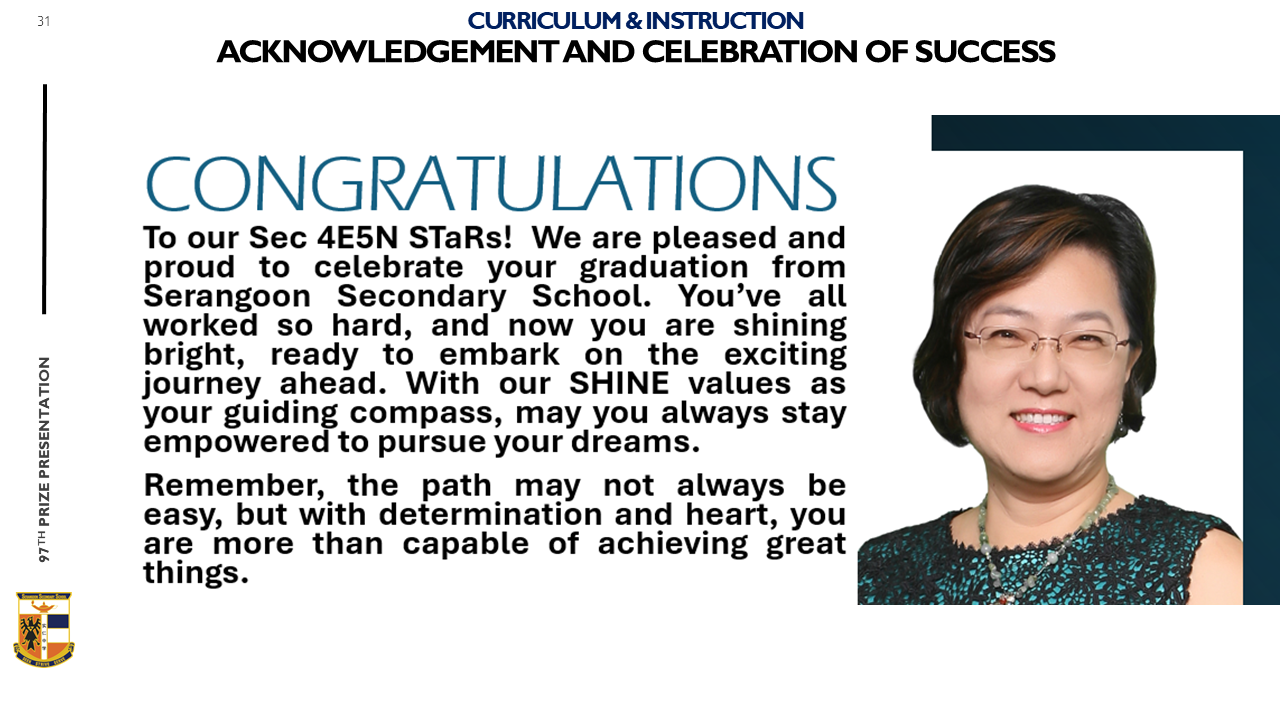 31
CURRICULUM & INSTRUCTION
ACKNOWLEDGEMENT AND CELEBRATION OF SUCCESS
CONGRATULATIONS
To our Sec 4E5N STaRs! We are pleased and
proud to celebrate your graduation from
Serangoon Secondary School. You’ve all
worked so hard, and now you are shining
bright, ready to embark on the exciting
journey ahead. With our SHINE values as
your guiding compass, may you always stay
empowered to pursue your dreams.
Remember, the path may not always be
easy, but with determination and heart, you
are more than capable of achieving great
things.
97TH PRIZE PRESENTATION
SERANGOON SECONDARY SCHOOL